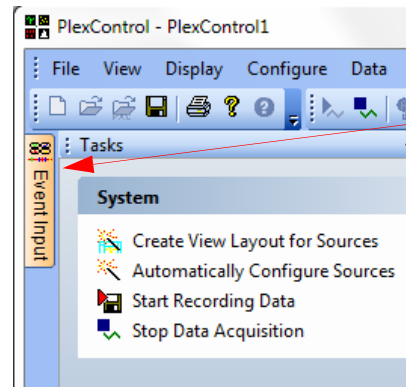 PlexControl - PlexControl1
File View Display Configure Data
Tasks
Event Input
System
Create View Layout for Sources
Automatically Configure Sources
Start Recording Data
Stop Data Acquisition